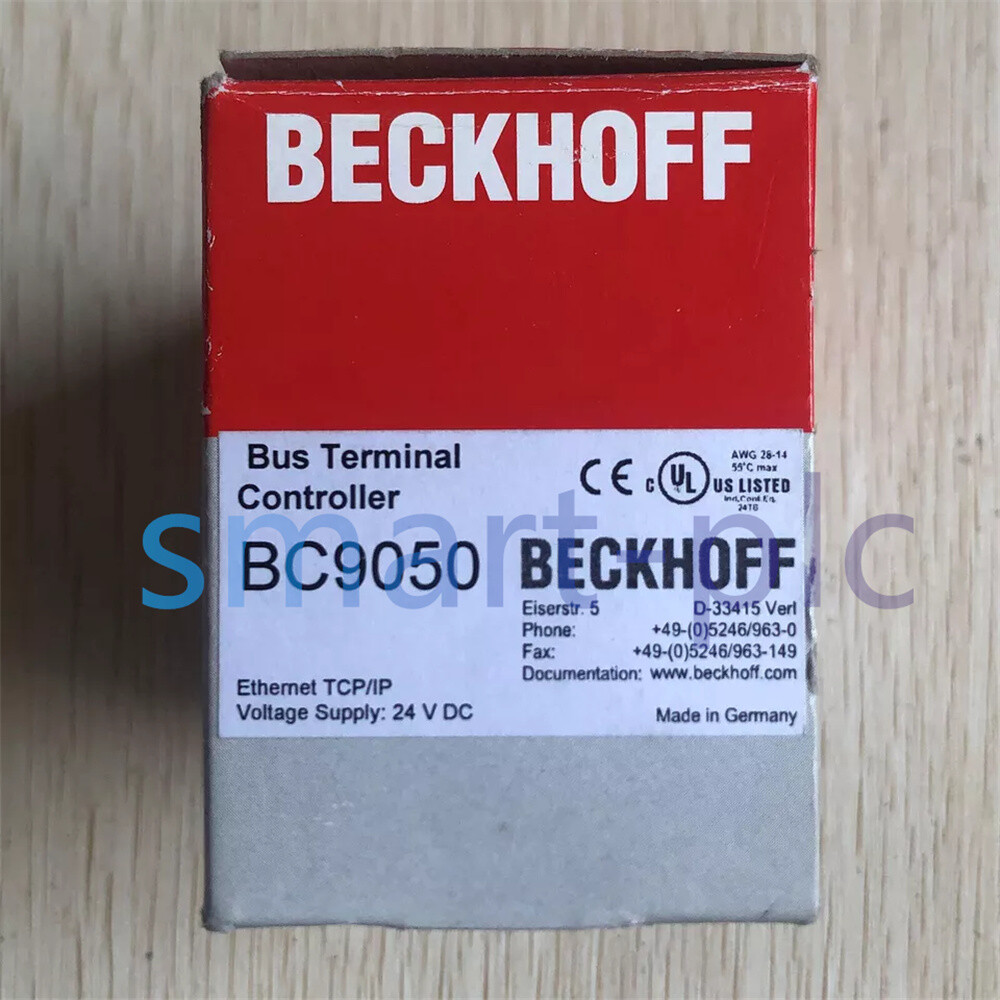 BECKHOFF
Bus Terminal
Controller
BC9050
Ethernet TCP/IP
Voltage Supply: 24 V DC
CE
c UL US LISTED
AWG 28-14
55°C max
Ind.Cont.Eq.
24TB
BECKHOFF
Eiserstr. 5 D-33415 Verl
Phone: +49-(0)5246/963-0
Fax: +49-(0)5246/963-149
Documentation: www.beckhoff.com
Made in Germany
smart-plc